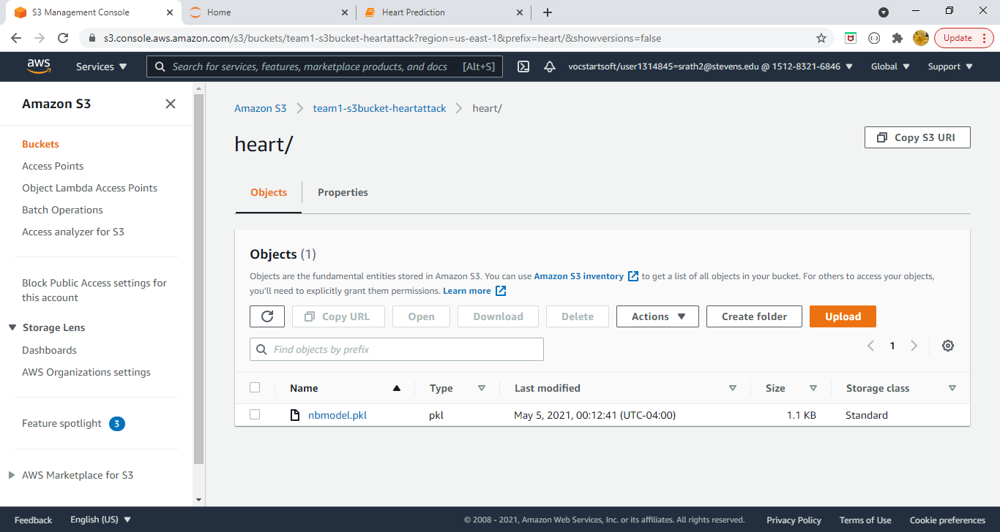 S3 Management Console
Home
Heart Prediction
s3.console.aws.amazon.com/s3/buckets/team1-s3bucket-heartattack?region=us-east-1&prefix=heart/&showversions=false
Update
aws
Services
Search for services, features, marketplace products, and docs [Alt+S]
vocstartsoft/user1314845=srath2@stevens.edu @ 1512-8321-6846
Global
Support
Amazon S3
Buckets
Access Points
Object Lambda Access Points
Batch Operations
Access analyzer for S3
Block Public Access settings for
this account
Storage Lens
Dashboards
AWS Organizations settings
Feature spotlight 3
AWS Marketplace for S3
Amazon S3 > team1-s3bucket-heartattack > heart/
heart/
Copy S3 URI
Objects
Properties
Objects (1)
Objects are the fundamental entities stored in Amazon S3. You can use Amazon S3 inventory to get a list of all objects in your bucket. For others to access your objects,
you'll need to explicitly grant them permissions. Learn more
Copy URL
Open
Download
Delete
Actions
Create folder
Upload
Find objects by prefix
1
Name Type Last modified Size Storage class
nbmodel.pkl pkl May 5, 2021, 00:12:41 (UTC-04:00) 1.1 KB Standard
Feedback
English (US)
© 2008 - 2021, Amazon Web Services, Inc. or its affiliates. All rights reserved.
Privacy Policy
Terms of Use
Cookie preferences